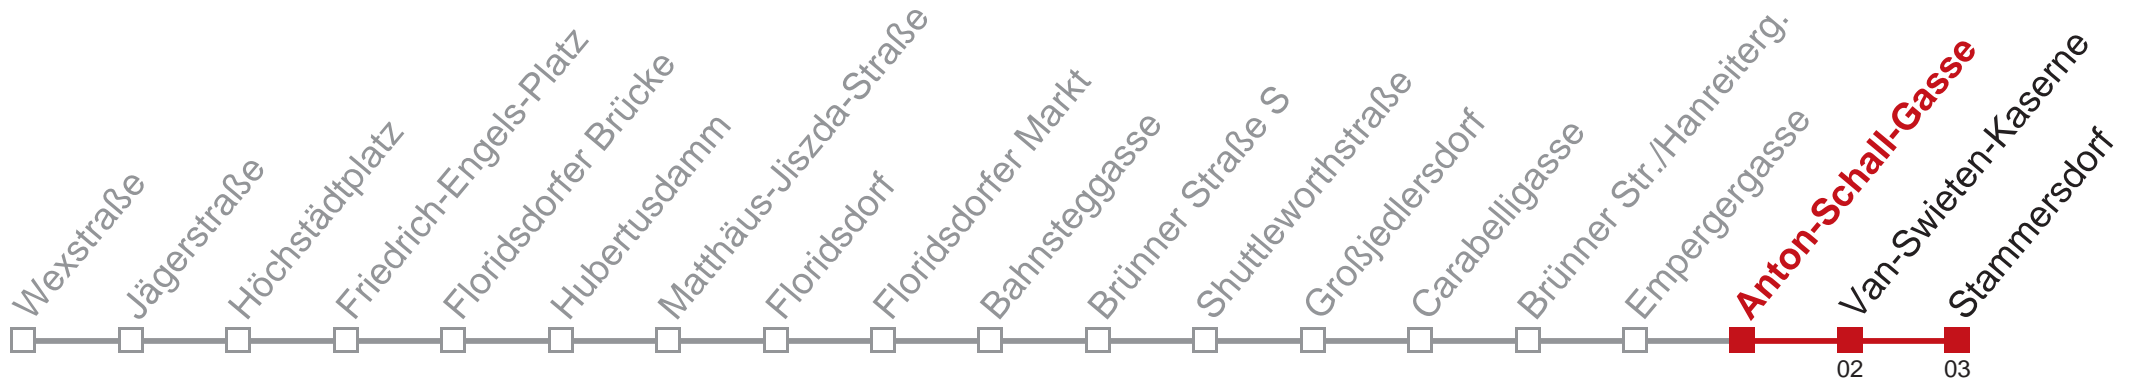 Wexstraße
Jägerstraße
Höchstädtplatz
Friedrich-Engels-Platz
Floridsdorfer Brücke
Hubertusdamm
Matthäus-Jiszda-Straße
Floridsdorf
Floridsdorfer Markt
Bahnsteggasse
Brünner Straße S
Shuttleworthstraße
Großjedlersdorf
Carabelligasse
Brünner Str./Hanreiterg.
Empergergasse
Anton-Schall-Gasse
Van-Swieten-Kaserne
Stammersdorf
02
03